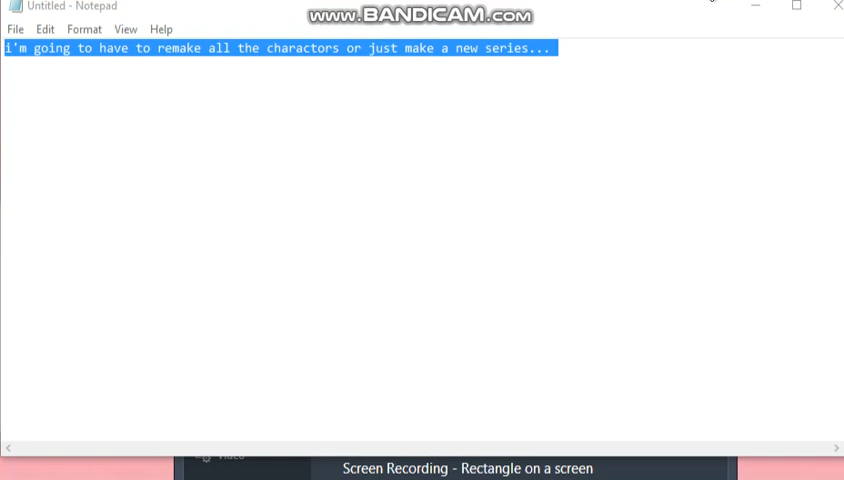 Untitled - Notepad
www.BANDICAM.com
File Edit Format View Help
i'm going to have to remake all the charactors or just make a new series...
Video
Screen Recording - Rectangle on a screen